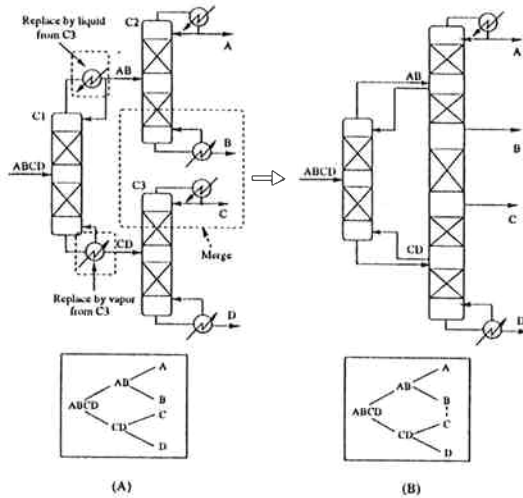 Replace by liquid
from C3
C2
A
AB
C1
B
ABCD
C3
C
Merge
CD
Replace by vapor
from C3
D
A
AB
B
ABCD
C
CD
D
(A)
A
AB
B
ABCD
C
CD
D
A
AB
B
ABCD
C
CD
D
(B)